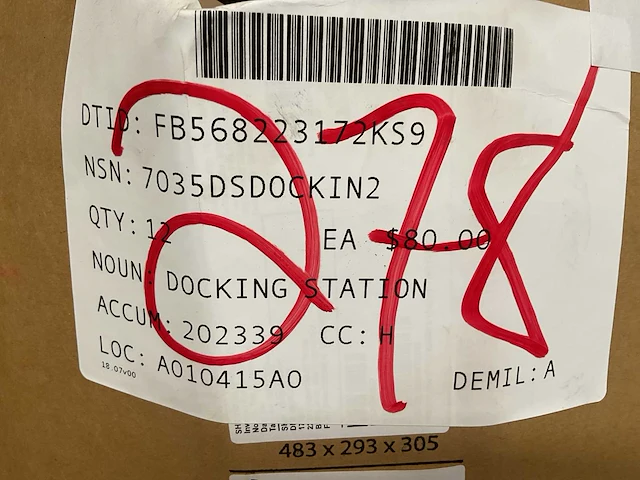 DTID: FB568223172KS9
NSN: 7035DSDOCKIN2
QTY: 12 EA $80.00
NOUN: DOCKING STATION
ACCUM: 202339 CC: H
LOC: A010415A0
18.07v00 DEMIL: A
278
483 x 293 x 305